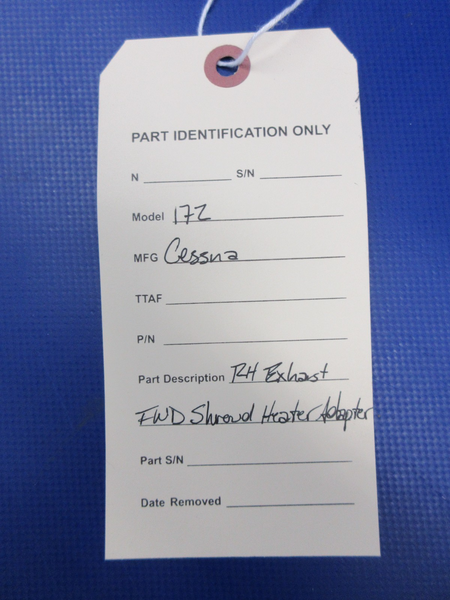 PART IDENTIFICATION ONLY
N S/N
Model 172
MFG Cessna
TTAF
P/N
Part Description RH Exhast
FWD Shroud Heater Adapter
Part S/N
Date Removed